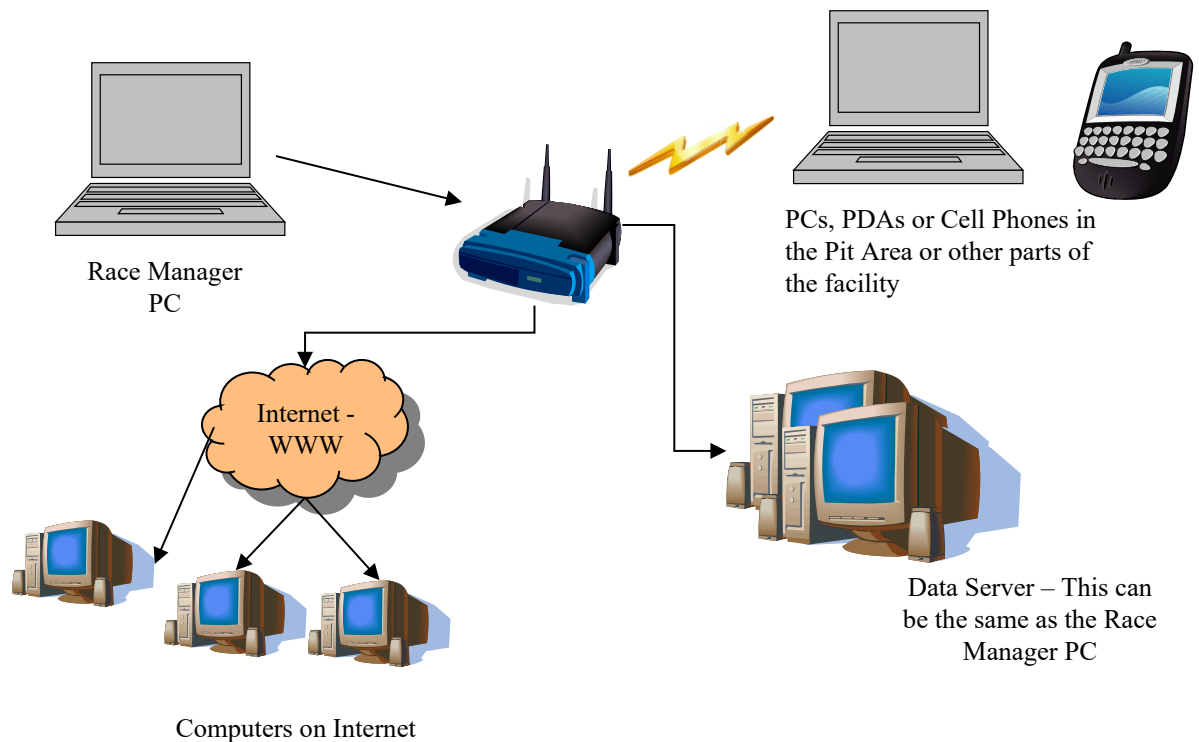 Race Manager
PC
PCs, PDAs or Cell Phones in
the Pit Area or other parts of
the facility
Internet -
WWW
Data Server – This can
be the same as the Race
Manager PC
Computers on Internet